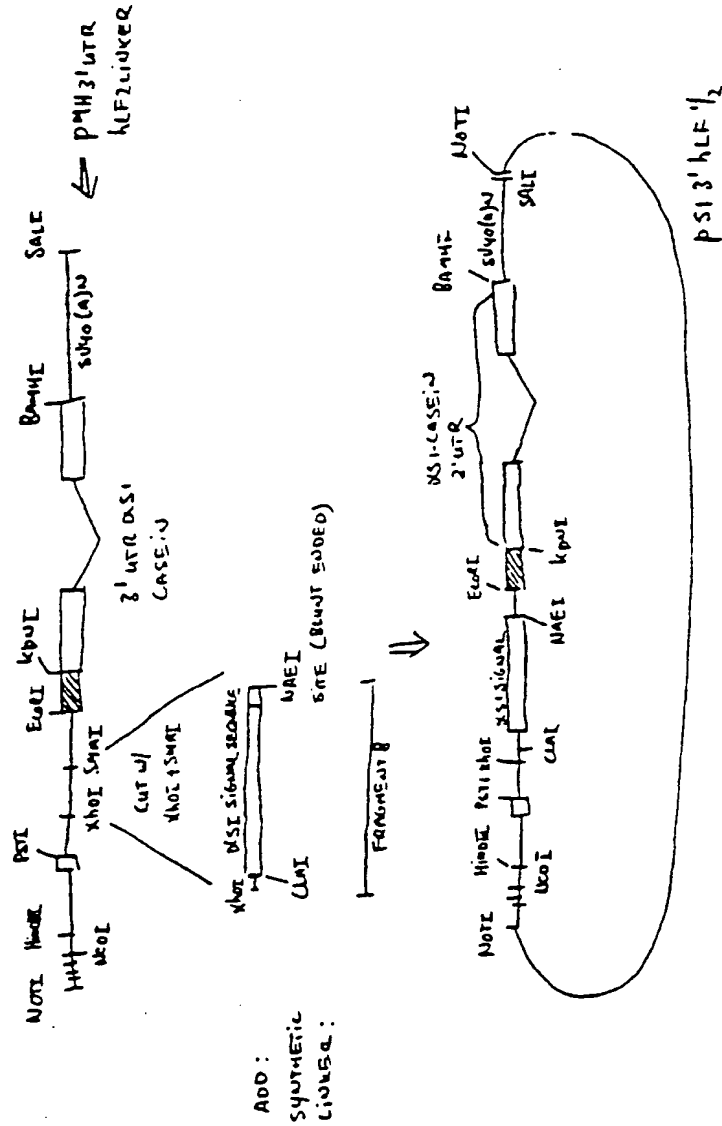 NOTI HindIII PSTI EcoRI KPNI BAMHI SALI
NCOI XhOI SMAI
← pMH3'UTR
hLF2LiNKER
3' UTR αS1
CASEiN
SV40(A)N
CUT W/
XhOI + SMAI
ADD:
SYNTHETIC
LiNKER:
XhOI αS1 SiGNAL SEQUENCE
CLAI NAEI
SiTE (BLUNT ENDED)
FRAGMENT B
⇓
NOTI HindIII PSTI XhOI αS1 SIGNAL EcoRI αS1-CASEiN BAMHI NOTI
3'UTR
NCOI CLAI NAEI KPNI SV40(A)N SALI
pS13'hLF 1/2